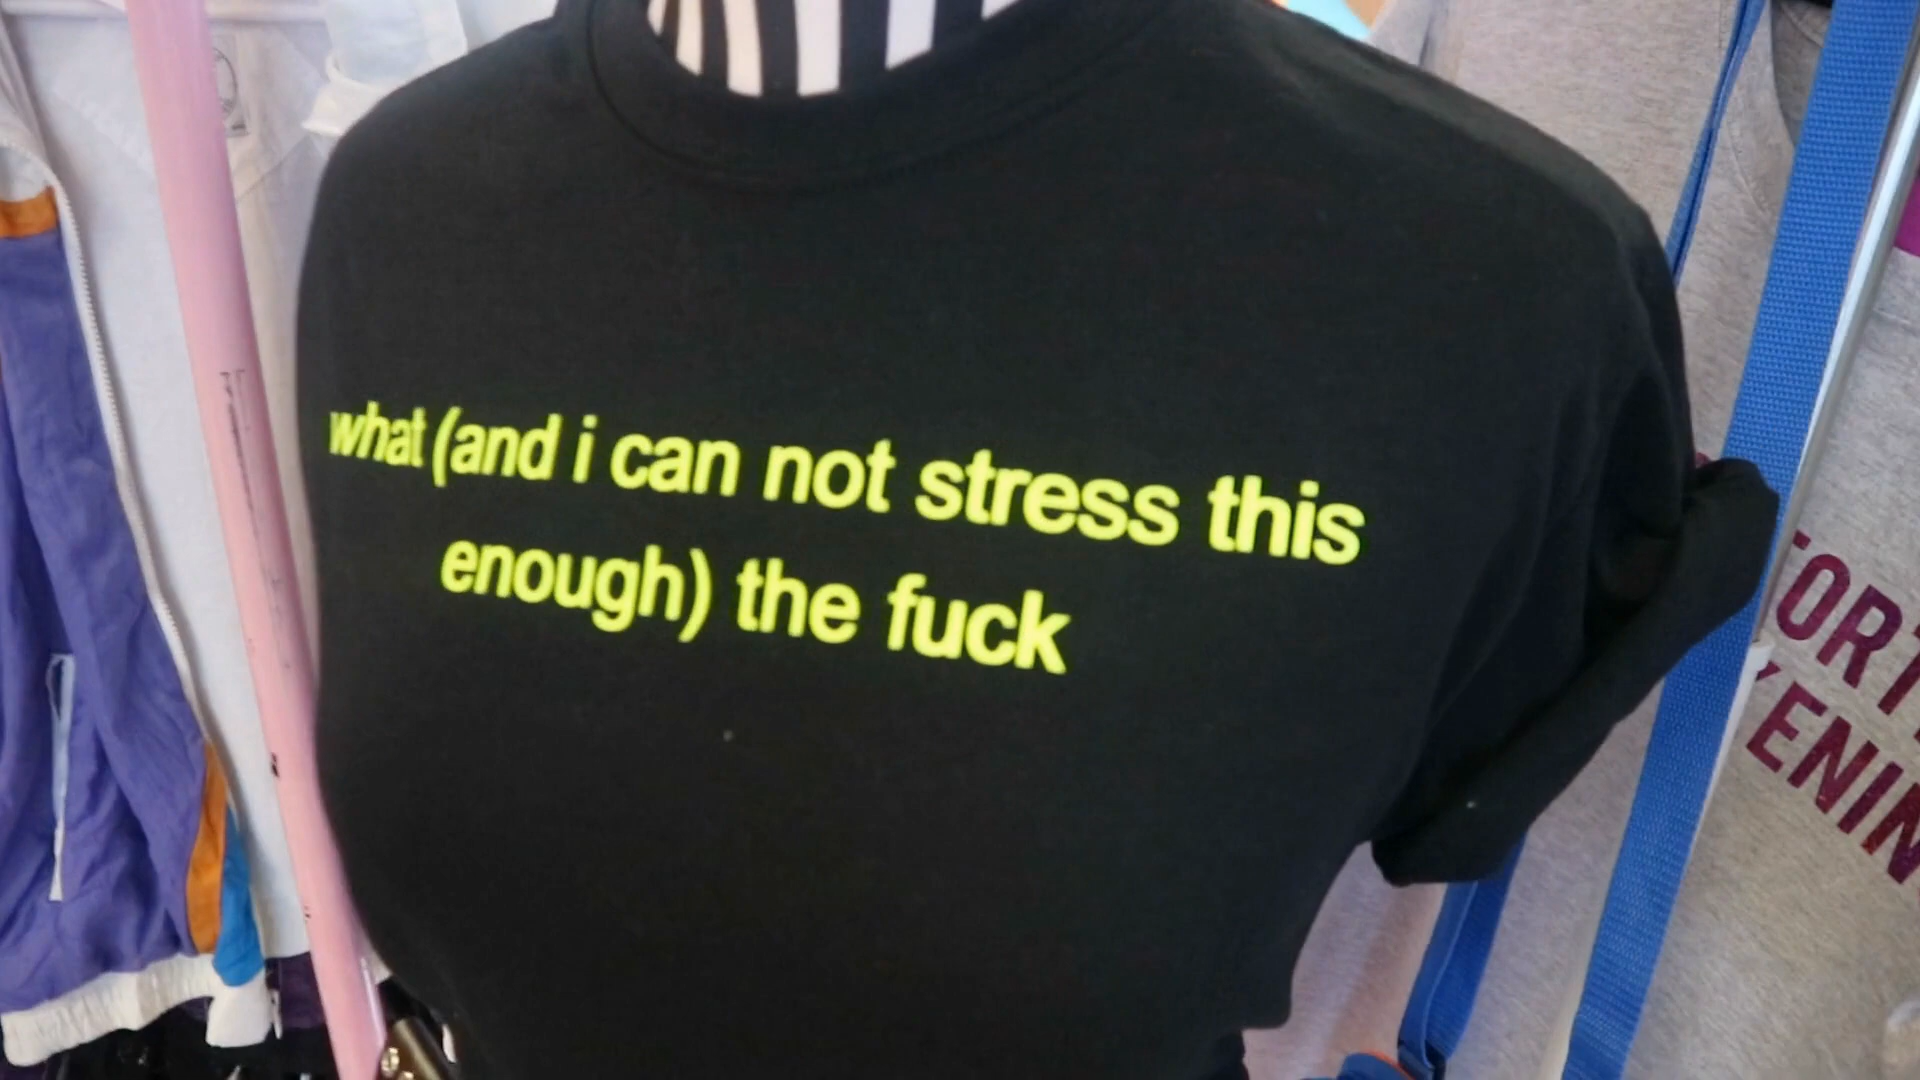 what (and i can not stress this
enough) the fuck